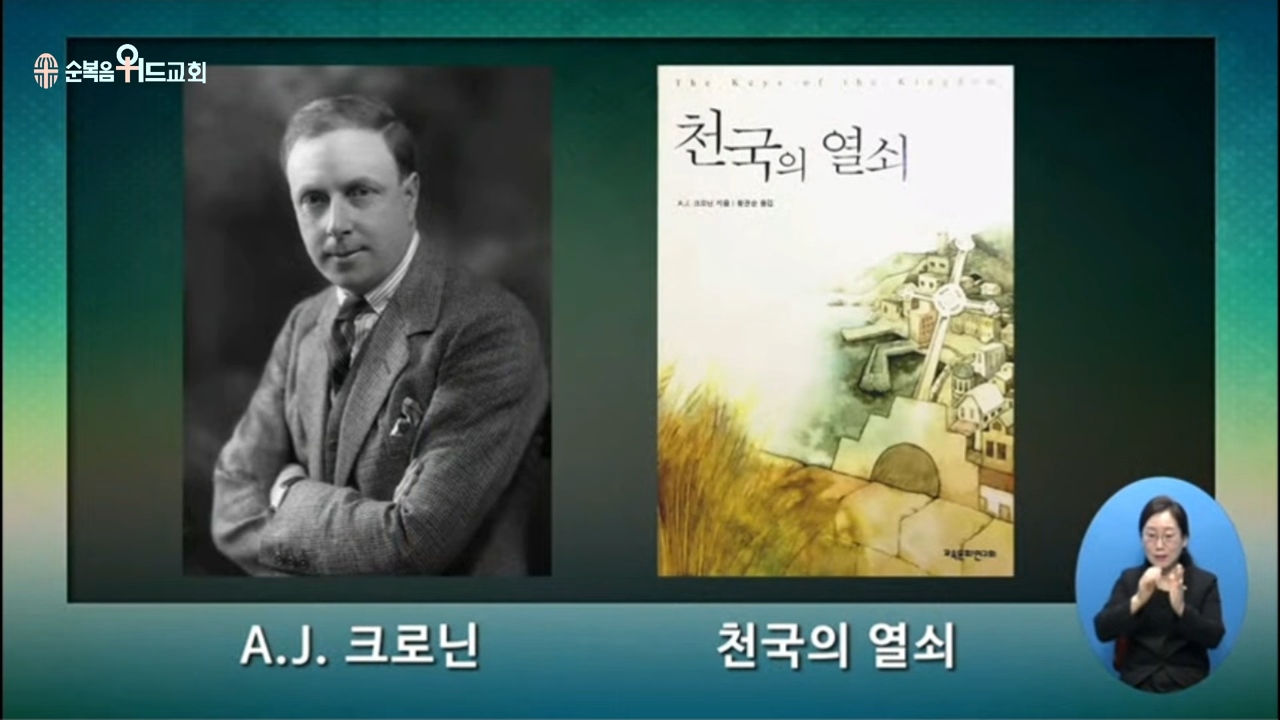 순복음위드교회
The Keys of the Kingdom
천국의 열쇠
A.J. 크로닌 지음 |
A.J. 크로닌
천국의 열쇠